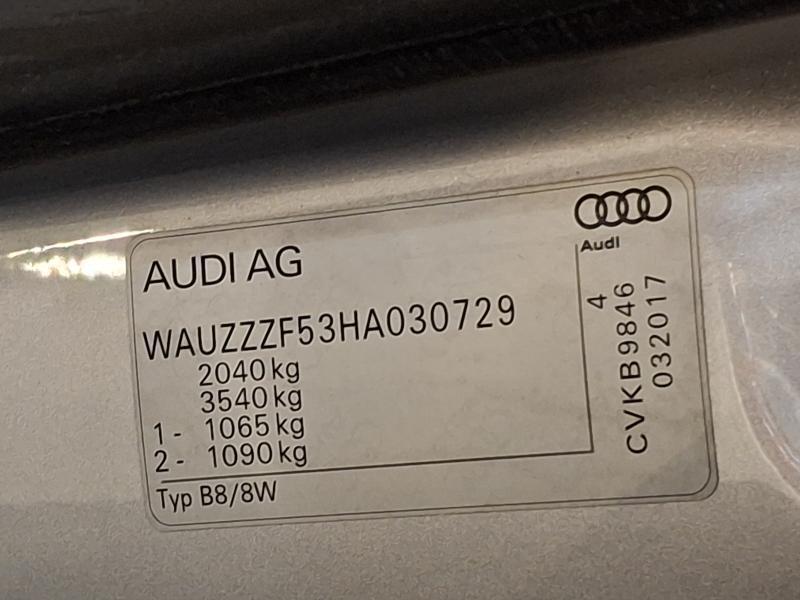 AUDI AG
Audi
WAUZZZF53HA030729
2040 kg
3540 kg
1 - 1065 kg
2 - 1090 kg
Typ B8/8W
4
CVKB9846
032017